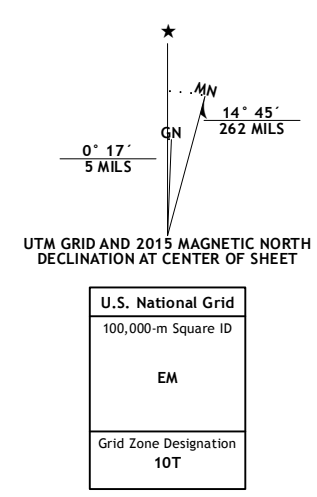 MN
14° 45´
262 MILS
GN
0° 17´
5 MILS
UTM GRID AND 2015 MAGNETIC NORTH
DECLINATION AT CENTER OF SHEET
U.S. National Grid
100,000-m Square ID
EM
Grid Zone Designation
10T